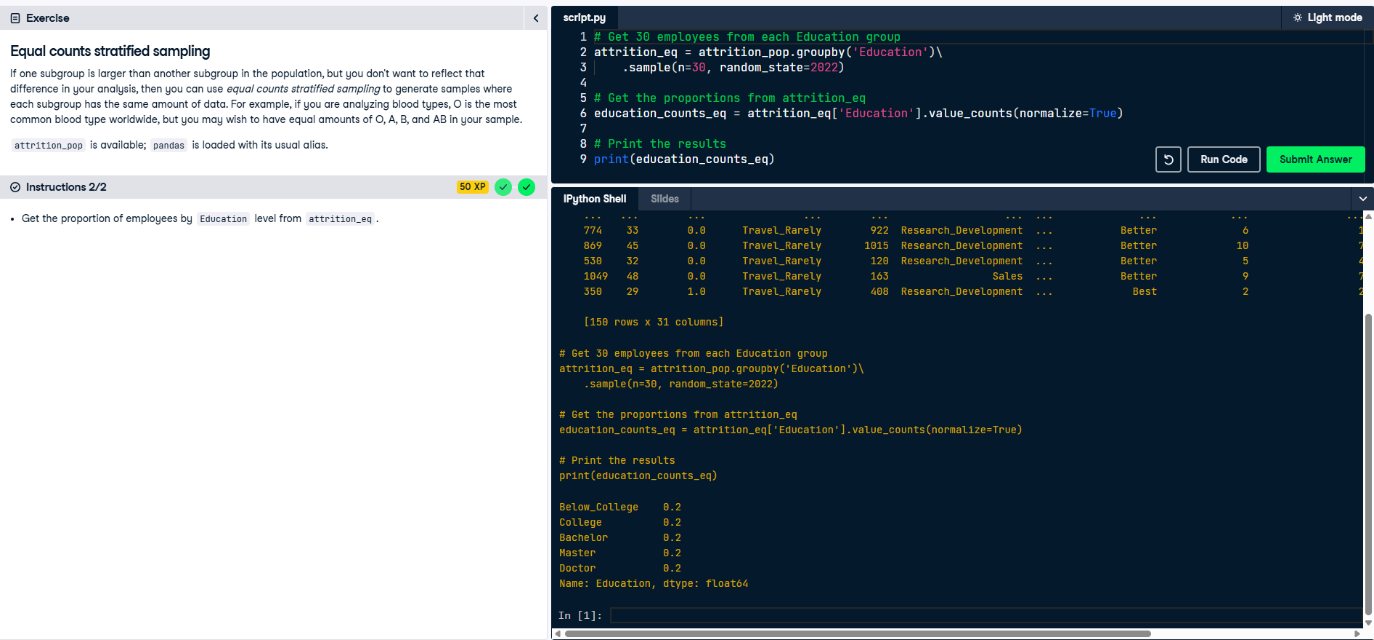 Exercise
Equal counts stratified sampling
If one subgroup is larger than another subgroup in the population, but you don't want to reflect that
difference in your analysis, then you can use equal counts stratified sampling to generate samples where
each subgroup has the same amount of data. For example, if you are analyzing blood types, O is the most
common blood type worldwide, but you may wish to have equal amounts of O, A, B, and AB in your sample.
attrition_pop is available; pandas is loaded with its usual alias.
Instructions 2/2
50 XP
• Get the proportion of employees by Education level from attrition_eq.
script.py
Light mode
1 # Get 30 employees from each Education group
2 attrition_eq = attrition_pop.groupby('Education')\
3     .sample(n=30, random_state=2022)
4
5 # Get the proportions from attrition_eq
6 education_counts_eq = attrition_eq['Education'].value_counts(normalize=True)
7
8 # Print the results
9 print(education_counts_eq)
Run Code
Submit Answer
IPython Shell
Slides
... ... ... ... ... ... ... ... ... ... ...
774 33 0.0 Travel_Rarely 922 Research_Development ... Better 6 1
869 45 0.0 Travel_Rarely 1015 Research_Development ... Better 10 7
530 32 0.0 Travel_Rarely 120 Research_Development ... Better 5 4
1049 48 0.0 Travel_Rarely 163 Sales ... Better 9 7
350 29 1.0 Travel_Rarely 408 Research_Development ... Best 2 2
[150 rows x 31 columns]
# Get 30 employees from each Education group
attrition_eq = attrition_pop.groupby('Education')\
    .sample(n=30, random_state=2022)
# Get the proportions from attrition_eq
education_counts_eq = attrition_eq['Education'].value_counts(normalize=True)
# Print the results
print(education_counts_eq)
Below_College 0.2
College 0.2
Bachelor 0.2
Master 0.2
Doctor 0.2
Name: Education, dtype: float64
In [1]: